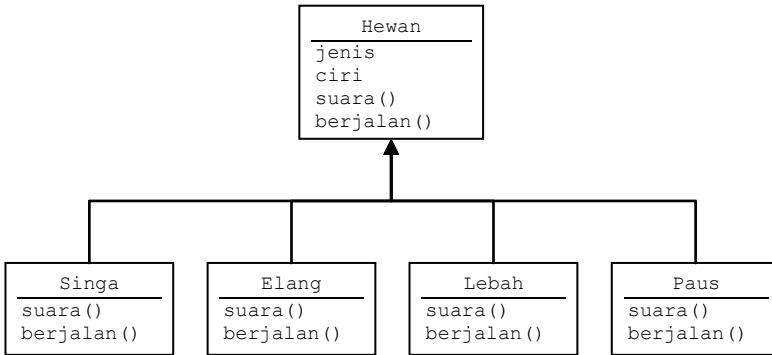 Hewan
jenis
ciri
suara()
berjalan()
Singa
suara()
berjalan()
Elang
suara()
berjalan()
Lebah
suara()
berjalan()
Paus
suara()
berjalan()